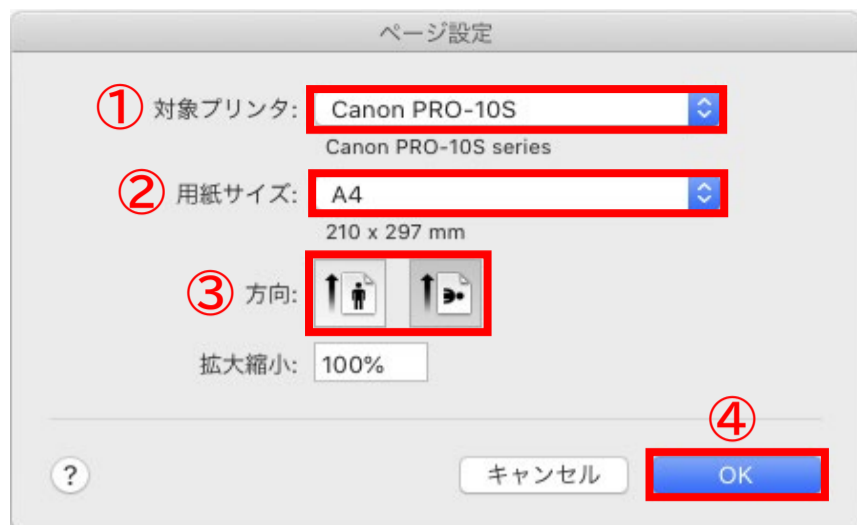 ページ設定
① 対象プリンタ: Canon PRO-10S
Canon PRO-10S series
② 用紙サイズ: A4
210 x 297 mm
③ 方向:
拡大縮小: 100%
④
? キャンセル OK